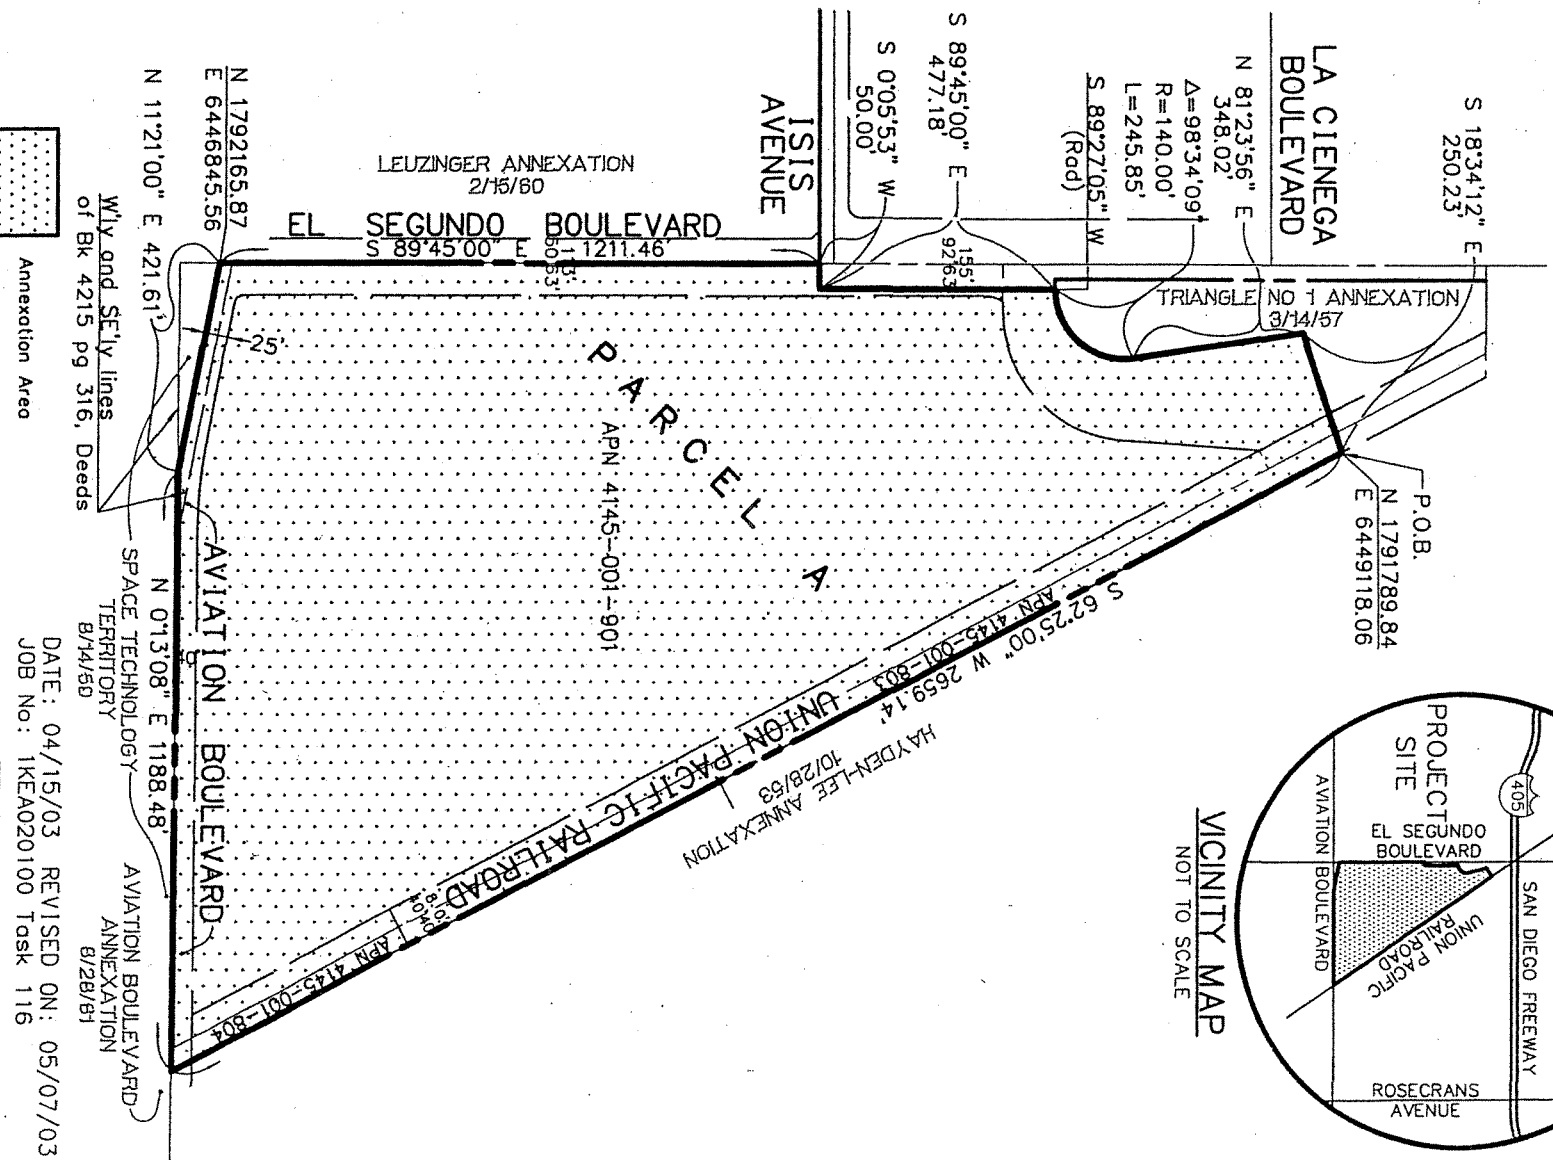 S 18°34'12" E
250.23'
LA CIENEGA
BOULEVARD
N 81°23'56" E
348.02'
Δ=98°34'09"
R=140.00'
L=245.85'
S 89°27'05" W
(Rad)
S 89°45'00" E
477.18'
S 0°05'53" W
50.00'
ISIS
AVENUE
LEUZINGER ANNEXATION
2/15/60
EL SEGUNDO BOULEVARD
S 89°45'00" E 1211.46'
155'
TRIANGLE NO 1 ANNEXATION
3/14/57
N 1792165.87
E 6446845.56
N 11°21'00" E 421.61'
25'
W'ly and SE'ly lines
of Bk 4215 pg 316, Deeds
Annexation Area
PARCEL A
APN 4145-001-901
P.O.B.
N 1791789.84
E 6449118.06
S 62°25'00" W 2659.14'
APN 4145-001-803
UNION PACIFIC RAILROAD
HAYDEN-LEE ANNEXATION
10/28/53
APN 4145-001-804
AVIATION BOULEVARD
N 0°13'08" E 1188.48'
SPACE TECHNOLOGY
TERRITORY
AVIATION BOULEVARD
ANNEXATION
DATE: 04/15/03 REVISED ON: 05/07/03
JOB No: 1KEA020100 Task 116
PROJECT
SITE
405
EL SEGUNDO
BOULEVARD
AVIATION BOULEVARD
SAN DIEGO FREEWAY
UNION PACIFIC
RAILROAD
ROSECRANS
AVENUE
VICINITY MAP
NOT TO SCALE